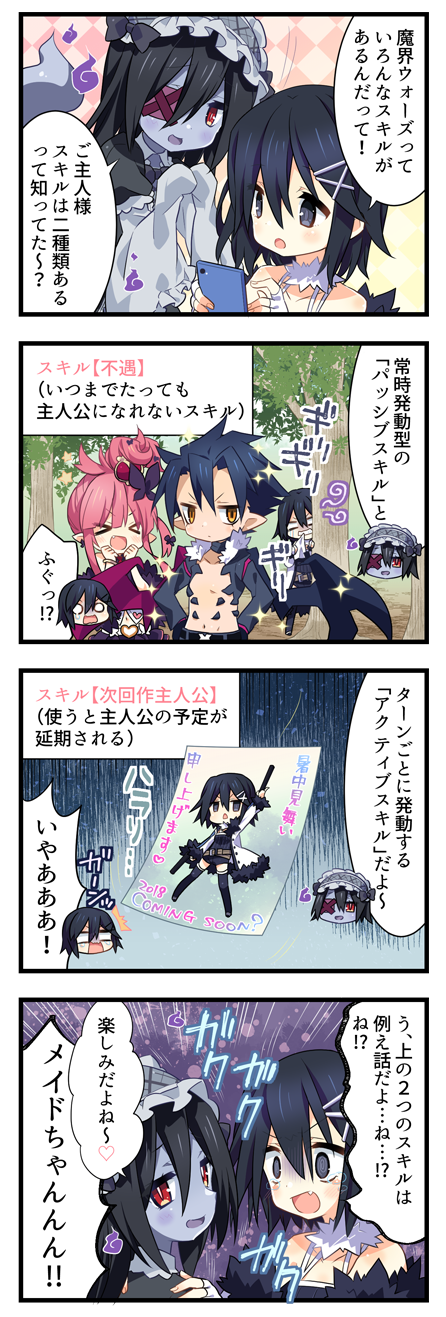 魔界ウォーズって
いろんなスキルが
あるんだって！
ご主人様
スキルは二種類ある
って知ってた～？
常時発動型の
「パッシブスキル」と
スキル【不遇】
（いつまでたっても
主人公になれないスキル）
ギリギリ
ギリ
ふぐっ!?
ターンごとに発動する
「アクティブスキル」だよ～
スキル【次回作主人公】
（使うと主人公の予定が
延期される）
暑中見舞い
申し上げます♡
2018
COMING SOON?
ハラリ…
ガーン
いやあああ！
う、上の２つのスキルは
例え話だよ…ね…!?
ね!?
ガクガク
ガクガク
楽しみだよね～♡
メイドちゃんんん!!